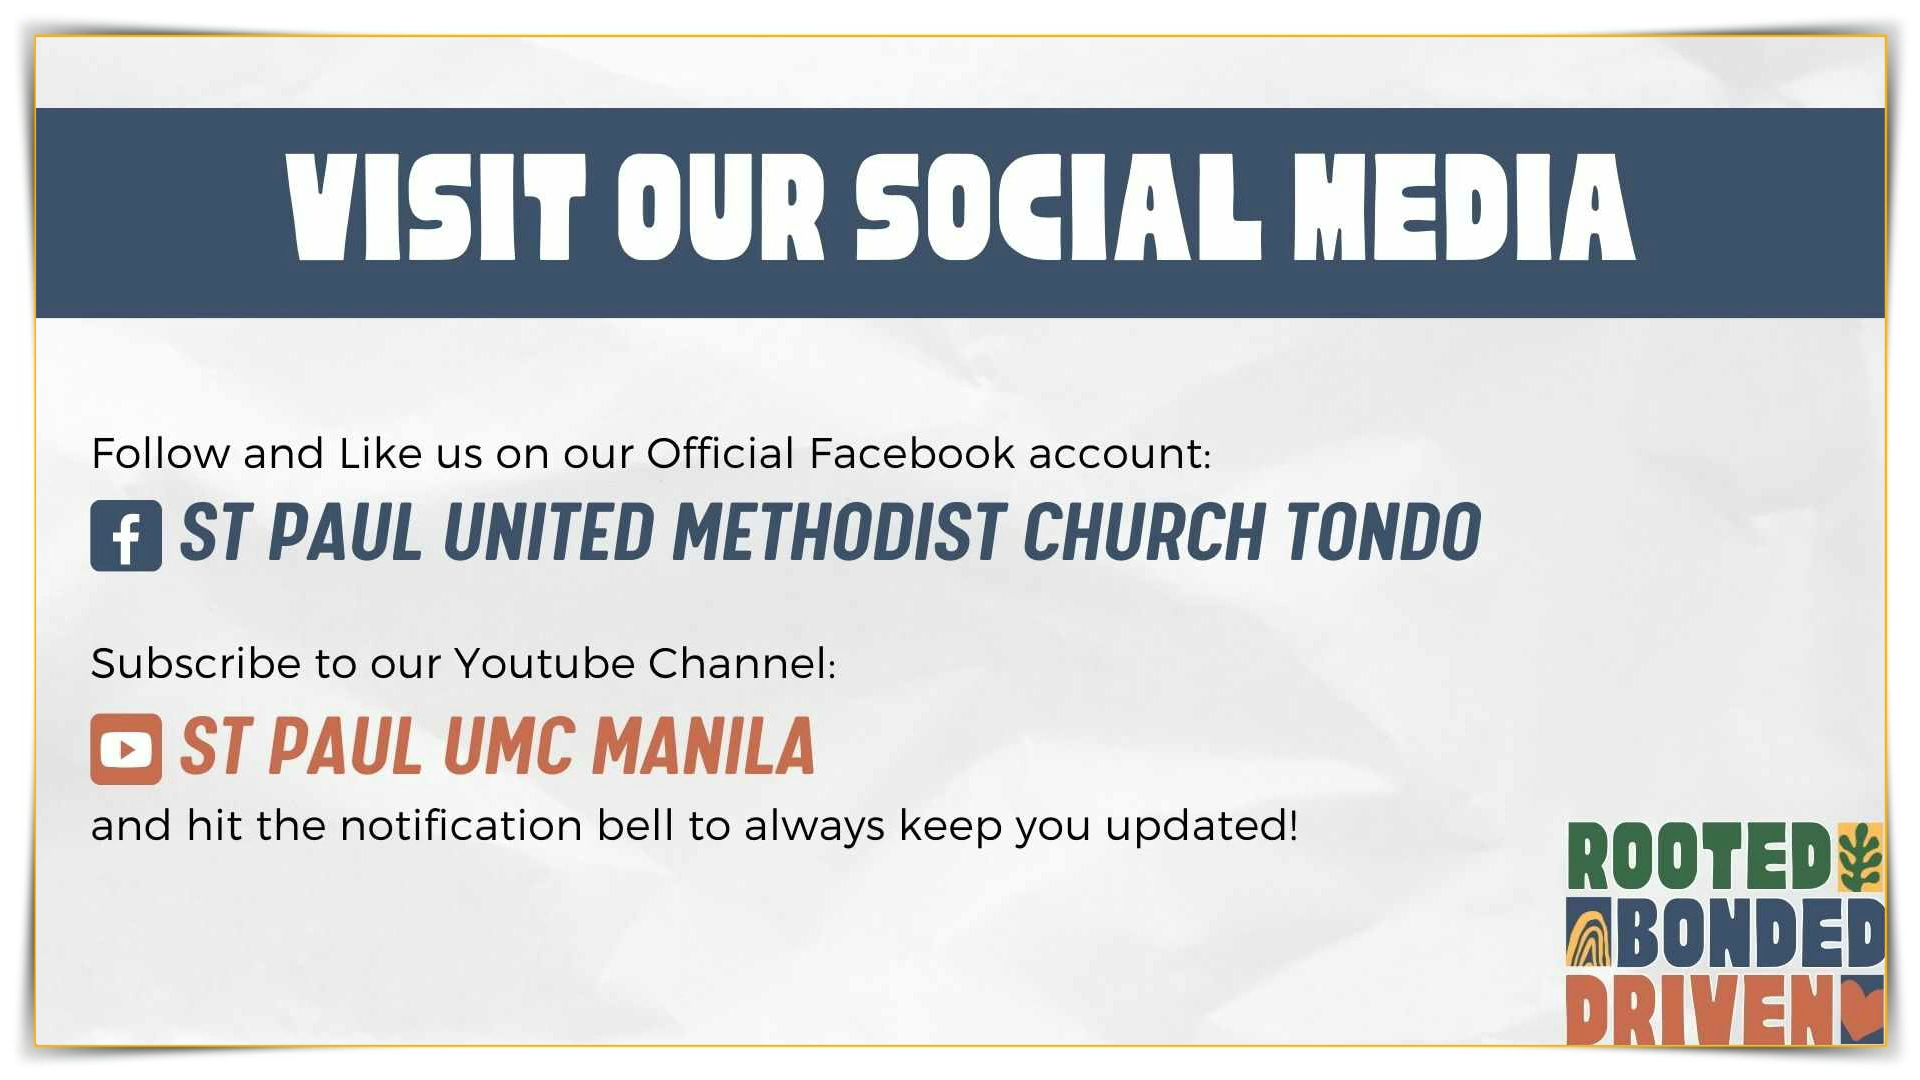 VISIT OUR SOCIAL MEDIA
Follow and Like us on our Official Facebook account:
ST PAUL UNITED METHODIST CHURCH TONDO
Subscribe to our Youtube Channel:
ST PAUL UMC MANILA
and hit the notification bell to always keep you updated!
ROOTED
BONDED
DRIVEN